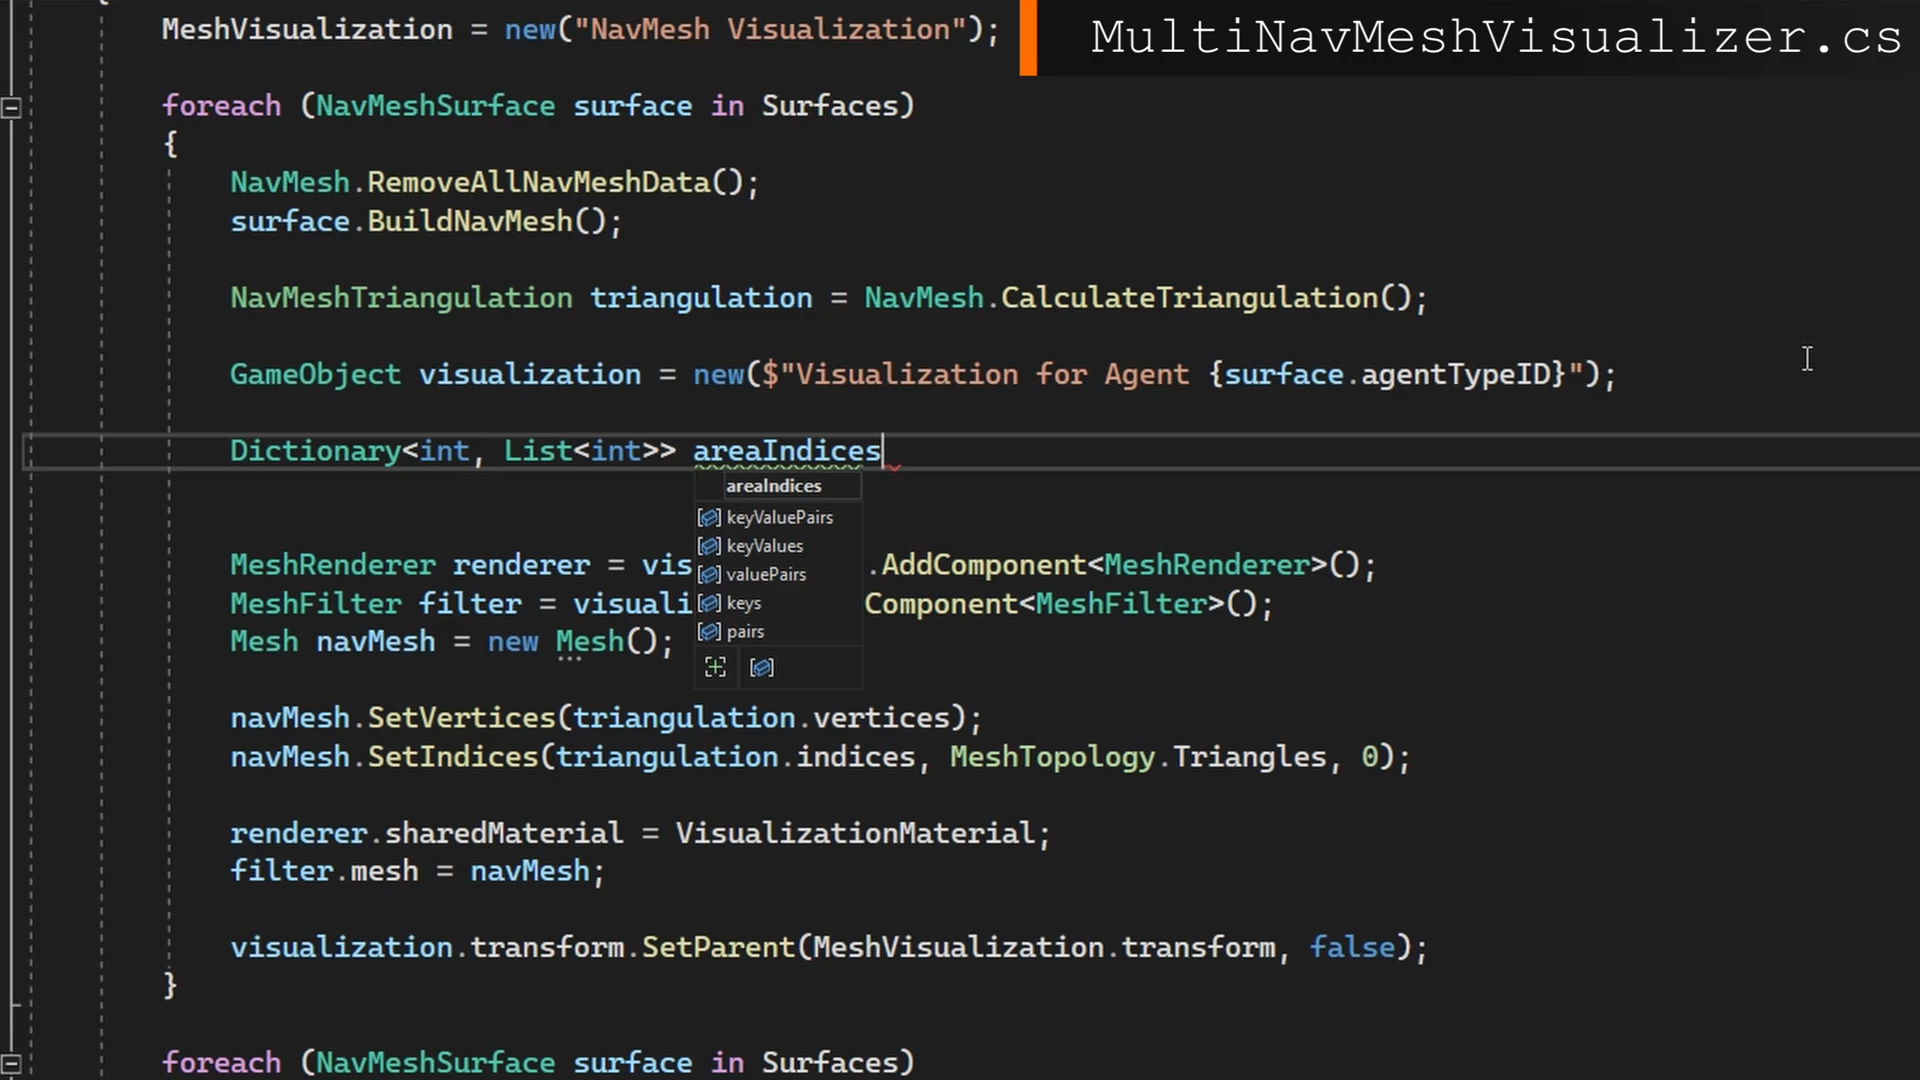 MeshVisualization = new("NavMesh Visualization");
MultiNavMeshVisualizer.cs
foreach (NavMeshSurface surface in Surfaces)
{
NavMesh.RemoveAllNavMeshData();
surface.BuildNavMesh();
NavMeshTriangulation triangulation = NavMesh.CalculateTriangulation();
GameObject visualization = new($"Visualization for Agent {surface.agentTypeID}");
Dictionary<int, List<int>> areaIndices
areaIndices
keyValuePairs
keyValues
valuePairs
keys
pairs
MeshRenderer renderer = vis .AddComponent<MeshRenderer>();
MeshFilter filter = visuali Component<MeshFilter>();
Mesh navMesh = new Mesh();
navMesh.SetVertices(triangulation.vertices);
navMesh.SetIndices(triangulation.indices, MeshTopology.Triangles, 0);
renderer.sharedMaterial = VisualizationMaterial;
filter.mesh = navMesh;
visualization.transform.SetParent(MeshVisualization.transform, false);
}
foreach (NavMeshSurface surface in Surfaces)